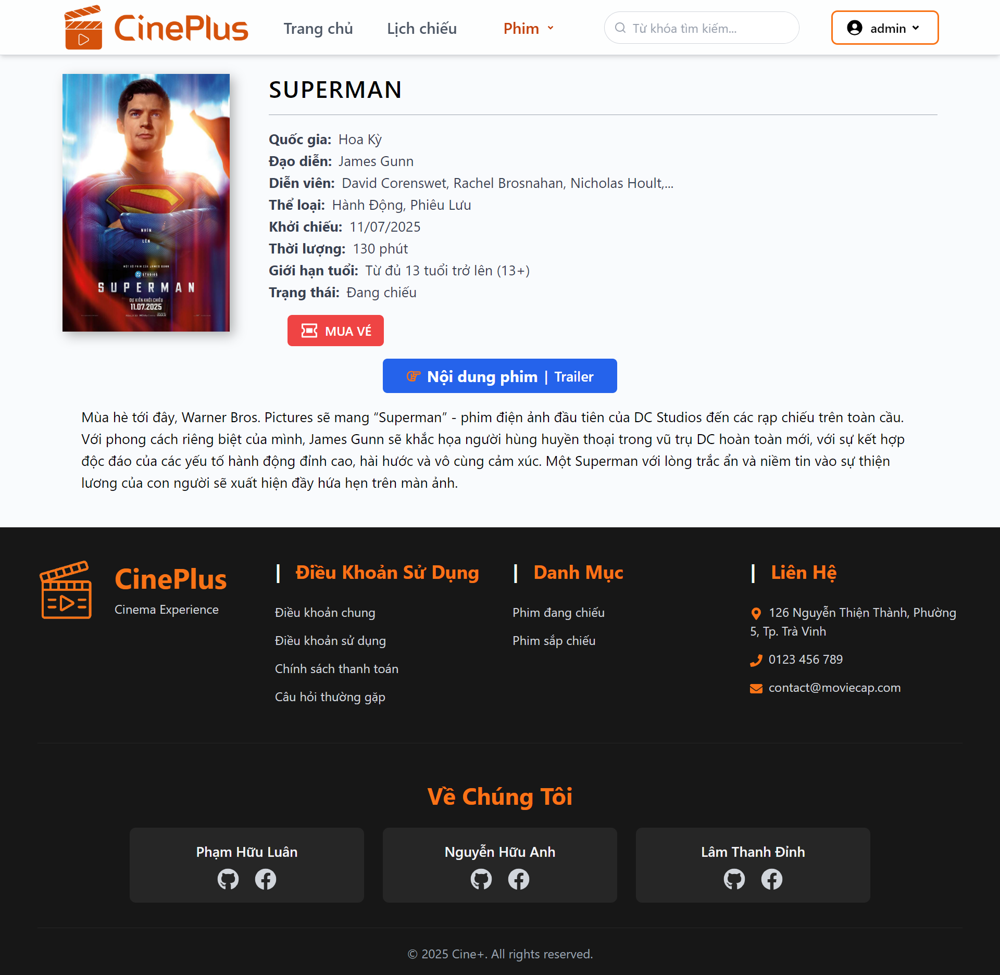 CinePlus
Trang chủ
Lịch chiếu
Phim
Từ khóa tìm kiếm...
admin
NHÌN
LÊN
MỘT BỘ PHIM CỦA JAMES GUNN
STUDIOS
SUPERMAN
DỰ KIẾN KHỞI CHIẾU
11.07.2025
IMAX
SUPERMAN
Quốc gia: Hoa Kỳ
Đạo diễn: James Gunn
Diễn viên: David Corenswet, Rachel Brosnahan, Nicholas Hoult,...
Thể loại: Hành Động, Phiêu Lưu
Khởi chiếu: 11/07/2025
Thời lượng: 130 phút
Giới hạn tuổi: Từ đủ 13 tuổi trở lên (13+)
Trạng thái: Đang chiếu
MUA VÉ
Nội dung phim | Trailer
Mùa hè tới đây, Warner Bros. Pictures sẽ mang “Superman” - phim điện ảnh đầu tiên của DC Studios đến các rạp chiếu trên toàn cầu.
Với phong cách riêng biệt của mình, James Gunn sẽ khắc họa người hùng huyền thoại trong vũ trụ DC hoàn toàn mới, với sự kết hợp
độc đáo của các yếu tố hành động đỉnh cao, hài hước và vô cùng cảm xúc. Một Superman với lòng trắc ẩn và niềm tin vào sự thiện
lương của con người sẽ xuất hiện đầy hứa hẹn trên màn ảnh.
CinePlus
Cinema Experience
| Điều Khoản Sử Dụng
Điều khoản chung
Điều khoản sử dụng
Chính sách thanh toán
Câu hỏi thường gặp
| Danh Mục
Phim đang chiếu
Phim sắp chiếu
| Liên Hệ
126 Nguyễn Thiện Thành, Phường
5, Tp. Trà Vinh
0123 456 789
contact@moviecap.com
Về Chúng Tôi
Phạm Hữu Luân
Nguyễn Hữu Anh
Lâm Thanh Đỉnh
© 2025 Cine+. All rights reserved.